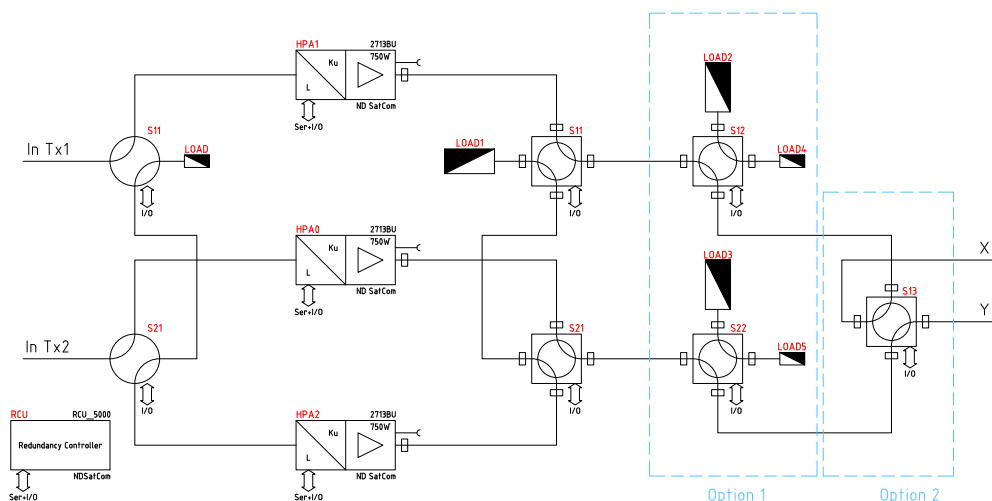 HPA1
2713BU
Ku
750W
L
ND SatCom
Ser+I/O
LOAD2
In Tx1
S11
LOAD
I/O
LOAD1
S11
I/O
S12
LOAD4
I/O
HPA0
2713BU
Ku
750W
L
ND SatCom
Ser+I/O
LOAD3
X
S13
Y
I/O
In Tx2
S21
I/O
S21
I/O
S22
LOAD5
I/O
RCU
RCU_5000
Redundancy Controller
NDSatCom
Ser+I/O
HPA2
2713BU
Ku
750W
L
ND SatCom
Ser+I/O
Option 1
Option 2